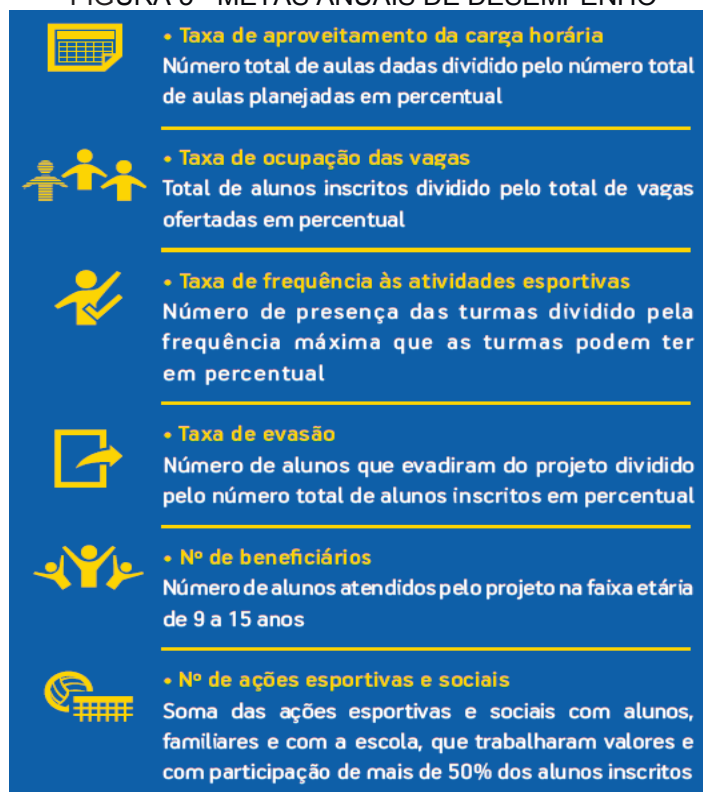 • Taxa de aproveitamento da carga horária
Número total de aulas dadas dividido pelo número total
de aulas planejadas em percentual
• Taxa de ocupação das vagas
Total de alunos inscritos dividido pelo total de vagas
ofertadas em percentual
• Taxa de frequência às atividades esportivas
Número de presença das turmas dividido pela
frequência máxima que as turmas podem ter
em percentual
• Taxa de evasão
Número de alunos que evadiram do projeto dividido
pelo número total de alunos inscritos em percentual
• Nº de beneficiários
Número de alunos atendidos pelo projeto na faixa etária
de 9 a 15 anos
• Nº de ações esportivas e sociais
Soma das ações esportivas e sociais com alunos,
familiares e com a escola, que trabalharam valores e
com participação de mais de 50% dos alunos inscritos